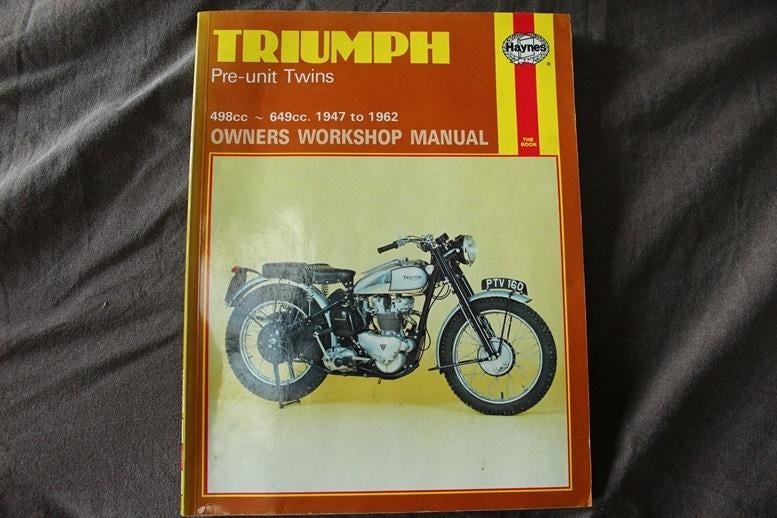 TRIUMPH
Pre-unit Twins
498cc ~ 649cc. 1947 to 1962
OWNERS WORKSHOP MANUAL
Haynes
®
THE
BOOK
TRIUMPH
PTV 160